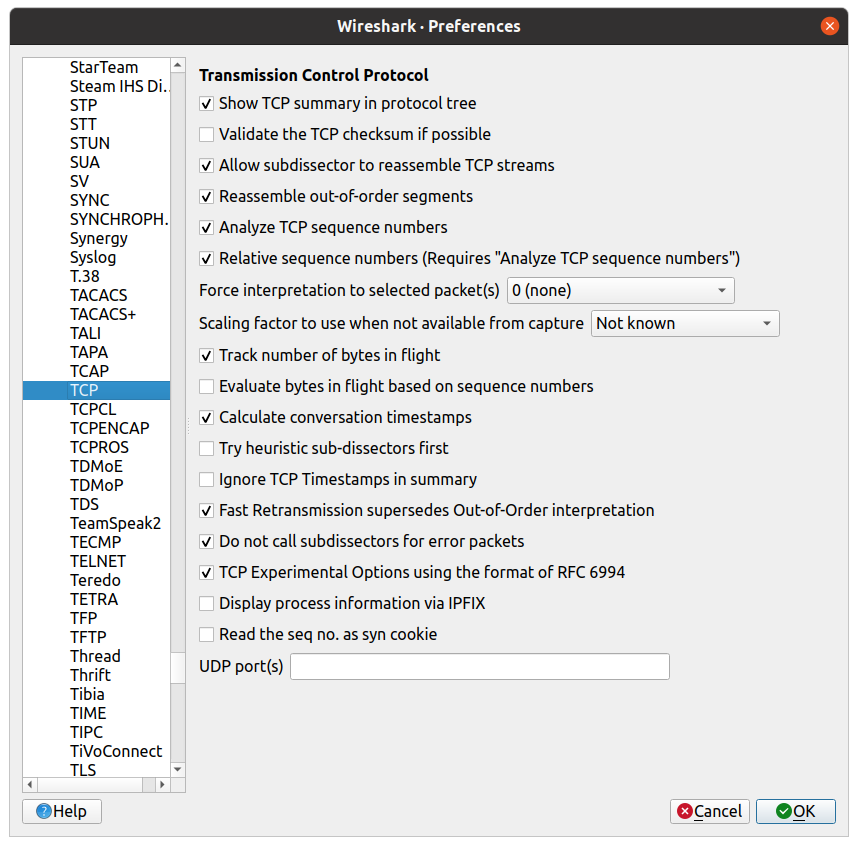 Wireshark · Preferences
StarTeam
Steam IHS Di..
STP
STT
STUN
SUA
SV
SYNC
SYNCHROPH.
Synergy
Syslog
T.38
TACACS
TACACS+
TALI
TAPA
TCAP
TCP
TCPCL
TCPENCAP
TCPROS
TDMoE
TDMoP
TDS
TeamSpeak2
TECMP
TELNET
Teredo
TETRA
TFP
TFTP
Thread
Thrift
Tibia
TIME
TIPC
TiVoConnect
TLS
Transmission Control Protocol
Show TCP summary in protocol tree
Validate the TCP checksum if possible
Allow subdissector to reassemble TCP streams
Reassemble out-of-order segments
Analyze TCP sequence numbers
Relative sequence numbers (Requires "Analyze TCP sequence numbers")
Force interpretation to selected packet(s) 0 (none)
Scaling factor to use when not available from capture Not known
Track number of bytes in flight
Evaluate bytes in flight based on sequence numbers
Calculate conversation timestamps
Try heuristic sub-dissectors first
Ignore TCP Timestamps in summary
Fast Retransmission supersedes Out-of-Order interpretation
Do not call subdissectors for error packets
TCP Experimental Options using the format of RFC 6994
Display process information via IPFIX
Read the seq no. as syn cookie
UDP port(s)
Help
Cancel
OK